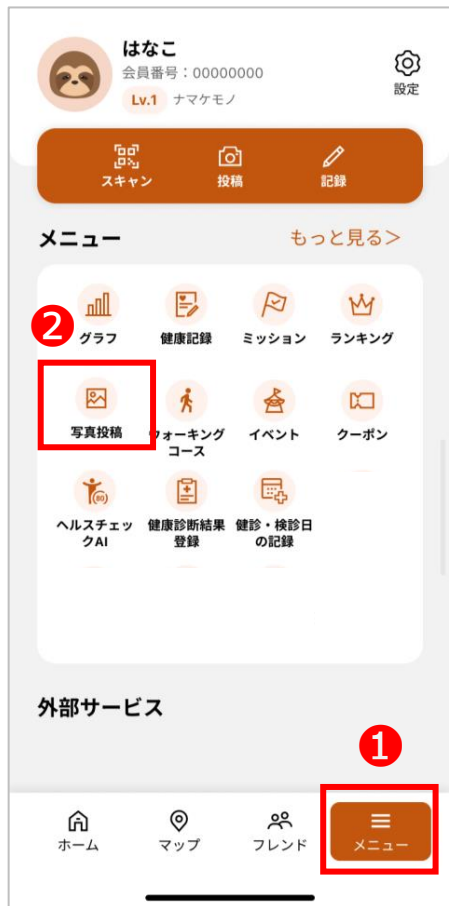 はなこ
会員番号：00000000
Lv.1 ナマケモノ
設定
スキャン 投稿 記録
メニュー もっと見る＞
2
グラフ 健康記録 ミッション ランキング
写真投稿 ウォーキング イベント クーポン
コース
ヘルスチェッ 健康診断結果 健診・検診日
クAI 登録 の記録
外部サービス
1
ホーム マップ フレンド メニュー